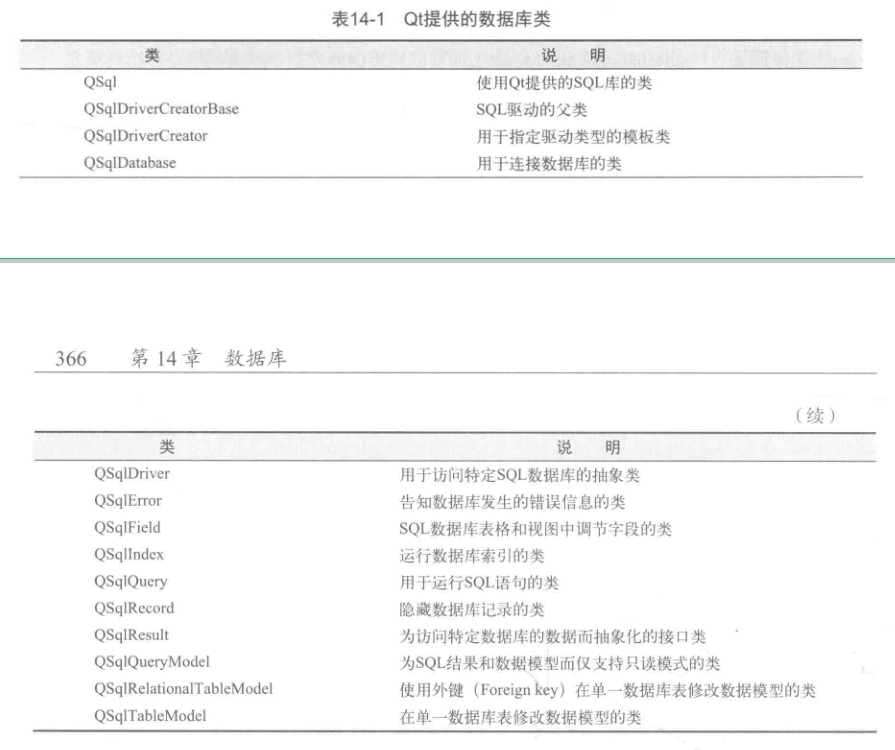 表14-1 Qt提供的数据库类
类 说 明
QSql 使用Qt提供的SQL库的类
QSqlDriverCreatorBase SQL驱动的父类
QSqlDriverCreator 用于指定驱动类型的模板类
QSqlDatabase 用于连接数据库的类
366 第 14 章 数据库
（续）
类 说 明
QSqlDriver 用于访问特定SQL数据库的抽象类
QSqlError 告知数据库发生的错误信息的类
QSqlField SQL数据库表格和视图中调节字段的类
QSqlIndex 运行数据库索引的类
QSqlQuery 用于运行SQL语句的类
QSqlRecord 隐藏数据库记录的类
QSqlResult 为访问特定数据库的数据而抽象化的接口类
QSqlQueryModel 为SQL结果和数据模型而仅支持只读模式的类
QSqlRelationalTableModel 使用外键（Foreign key）在单一数据库表修改数据模型的类
QSqlTableModel 在单一数据库表修改数据模型的类